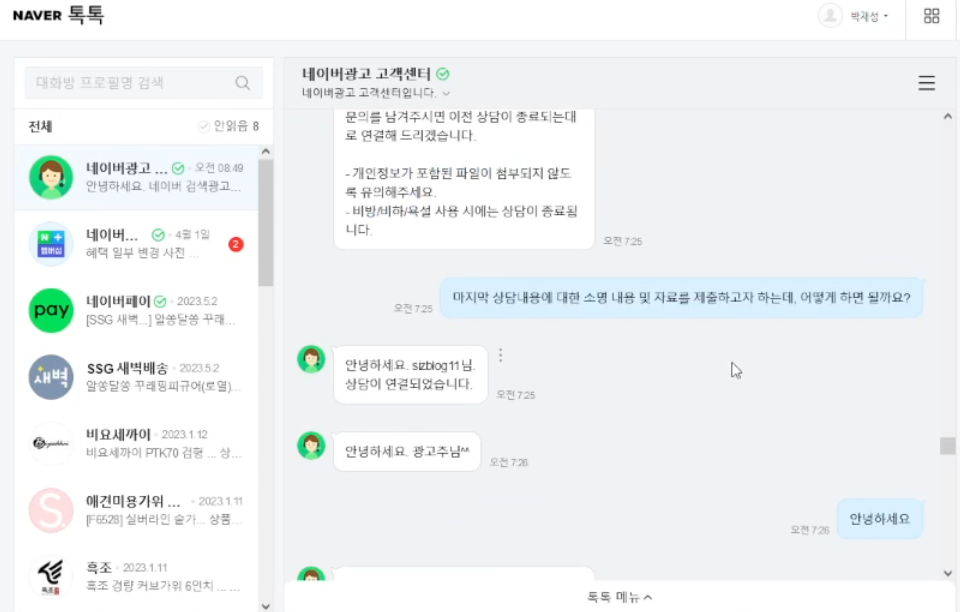 NAVER 톡톡
박재성
대화방 프로필명 검색
전체
안읽음 8
네이버광고 ... 오전 08:49
안녕하세요. 네이버 검색광고...
N +
멤버십
네이버... 4월 1일
혜택 일부 변경 사전 ...
2
pay
네이버페이 2023.5.2
[SSG 새벽...] 알쏭달쏭 꾸래...
새벽
SSG 새벽배송 2023.5.2
알쏭달쏭 꾸래핑피규어(로열)...
비요세까이 2023.1.12
비요세까이 PTK70 검형 ... 상...
S
애견미용가위 ... 2023.1.11
[F6528] 실버라인 숱가... 상품...
흑조 2023.1.11
흑조 경량 커브가위 6인치 ... ...
네이버광고 고객센터
네이버광고 고객센터입니다.
문의를 남겨주시면 이전 상담이 종료되는대
로 연결해 드리겠습니다.
- 개인정보가 포함된 파일이 첨부되지 않도
록 유의해주세요.
- 비방/비하/욕설 사용 시에는 상담이 종료됩
니다.
오전 7:25
오전 7:25
마지막 상담내용에 대한 소명 내용 및 자료를 제출하고자 하는데, 어떻게 하면 될까요?
안녕하세요. sizblog11님.
상담이 연결되었습니다.
오전 7:25
안녕하세요. 광고주님^^
오전 7:26
오전 7:26
안녕하세요
톡톡 메뉴